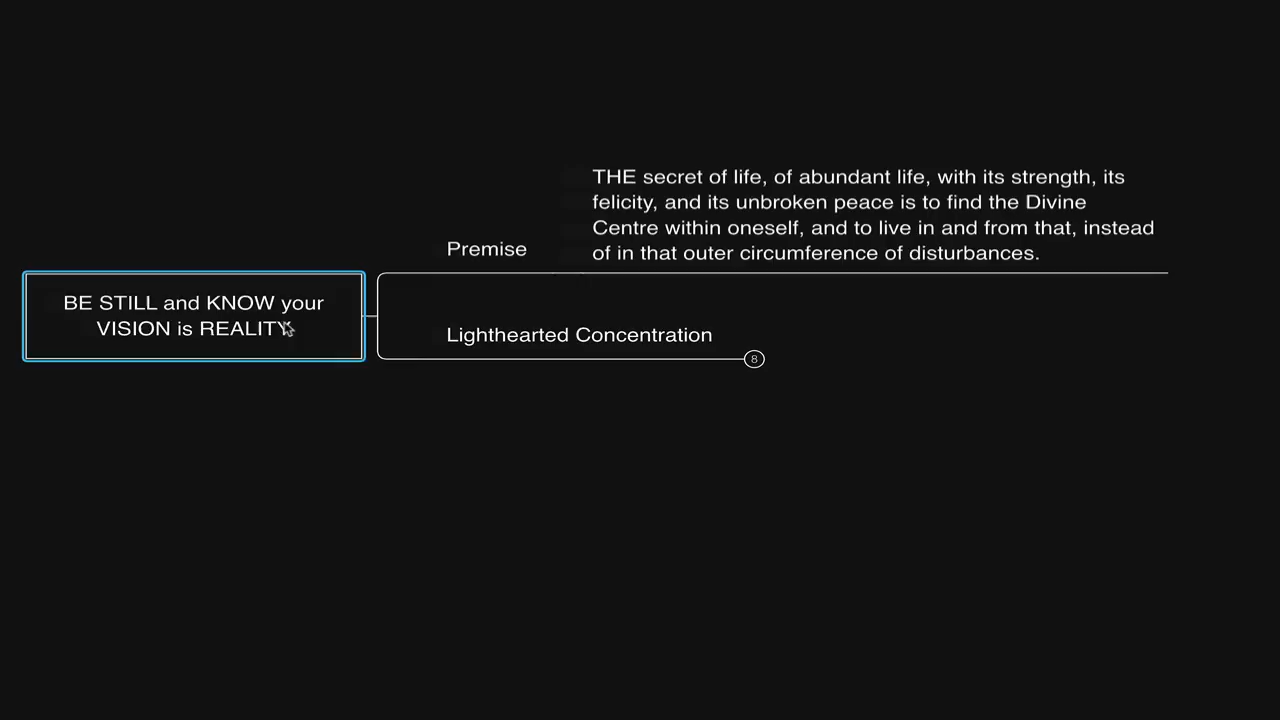 THE secret of life, of abundant life, with its strength, its
felicity, and its unbroken peace is to find the Divine
Centre within oneself, and to live in and from that, instead
of in that outer circumference of disturbances.
Premise
BE STILL and KNOW your
VISION is REALITY
Lighthearted Concentration
8